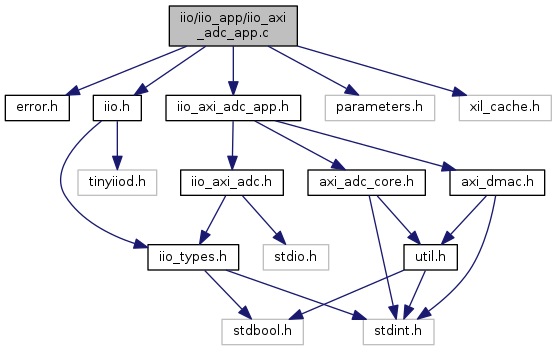 iio/iio_app/iio_axi
_adc_app.c
error.h
iio.h
iio_axi_adc_app.h
parameters.h
xil_cache.h
tinyiiod.h
iio_axi_adc.h
axi_adc_core.h
axi_dmac.h
iio_types.h
stdio.h
util.h
stdbool.h
stdint.h